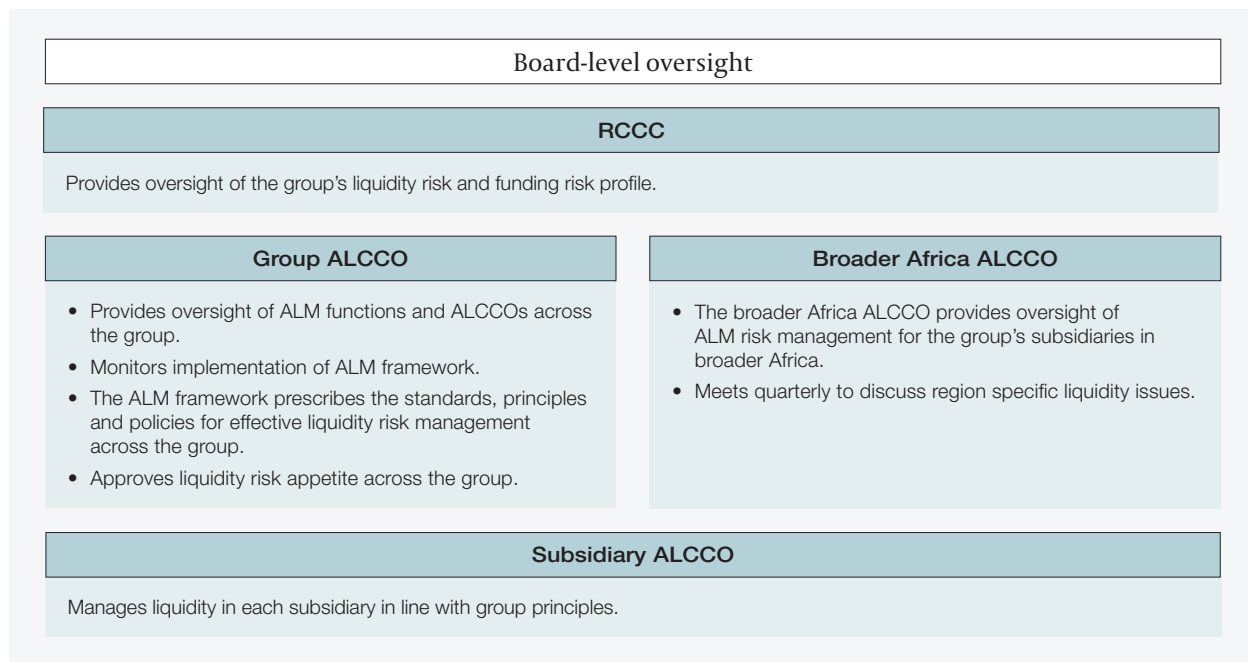 Board-level oversight
RCCC
Provides oversight of the group's liquidity risk and funding risk profile.
Group ALCCO
• Provides oversight of ALM functions and ALCCOs across
the group.
• Monitors implementation of ALM framework.
• The ALM framework prescribes the standards, principles
and policies for effective liquidity risk management
across the group.
• Approves liquidity risk appetite across the group.
Broader Africa ALCCO
• The broader Africa ALCCO provides oversight of
ALM risk management for the group's subsidiaries in
broader Africa.
• Meets quarterly to discuss region specific liquidity issues.
Subsidiary ALCCO
Manages liquidity in each subsidiary in line with group principles.